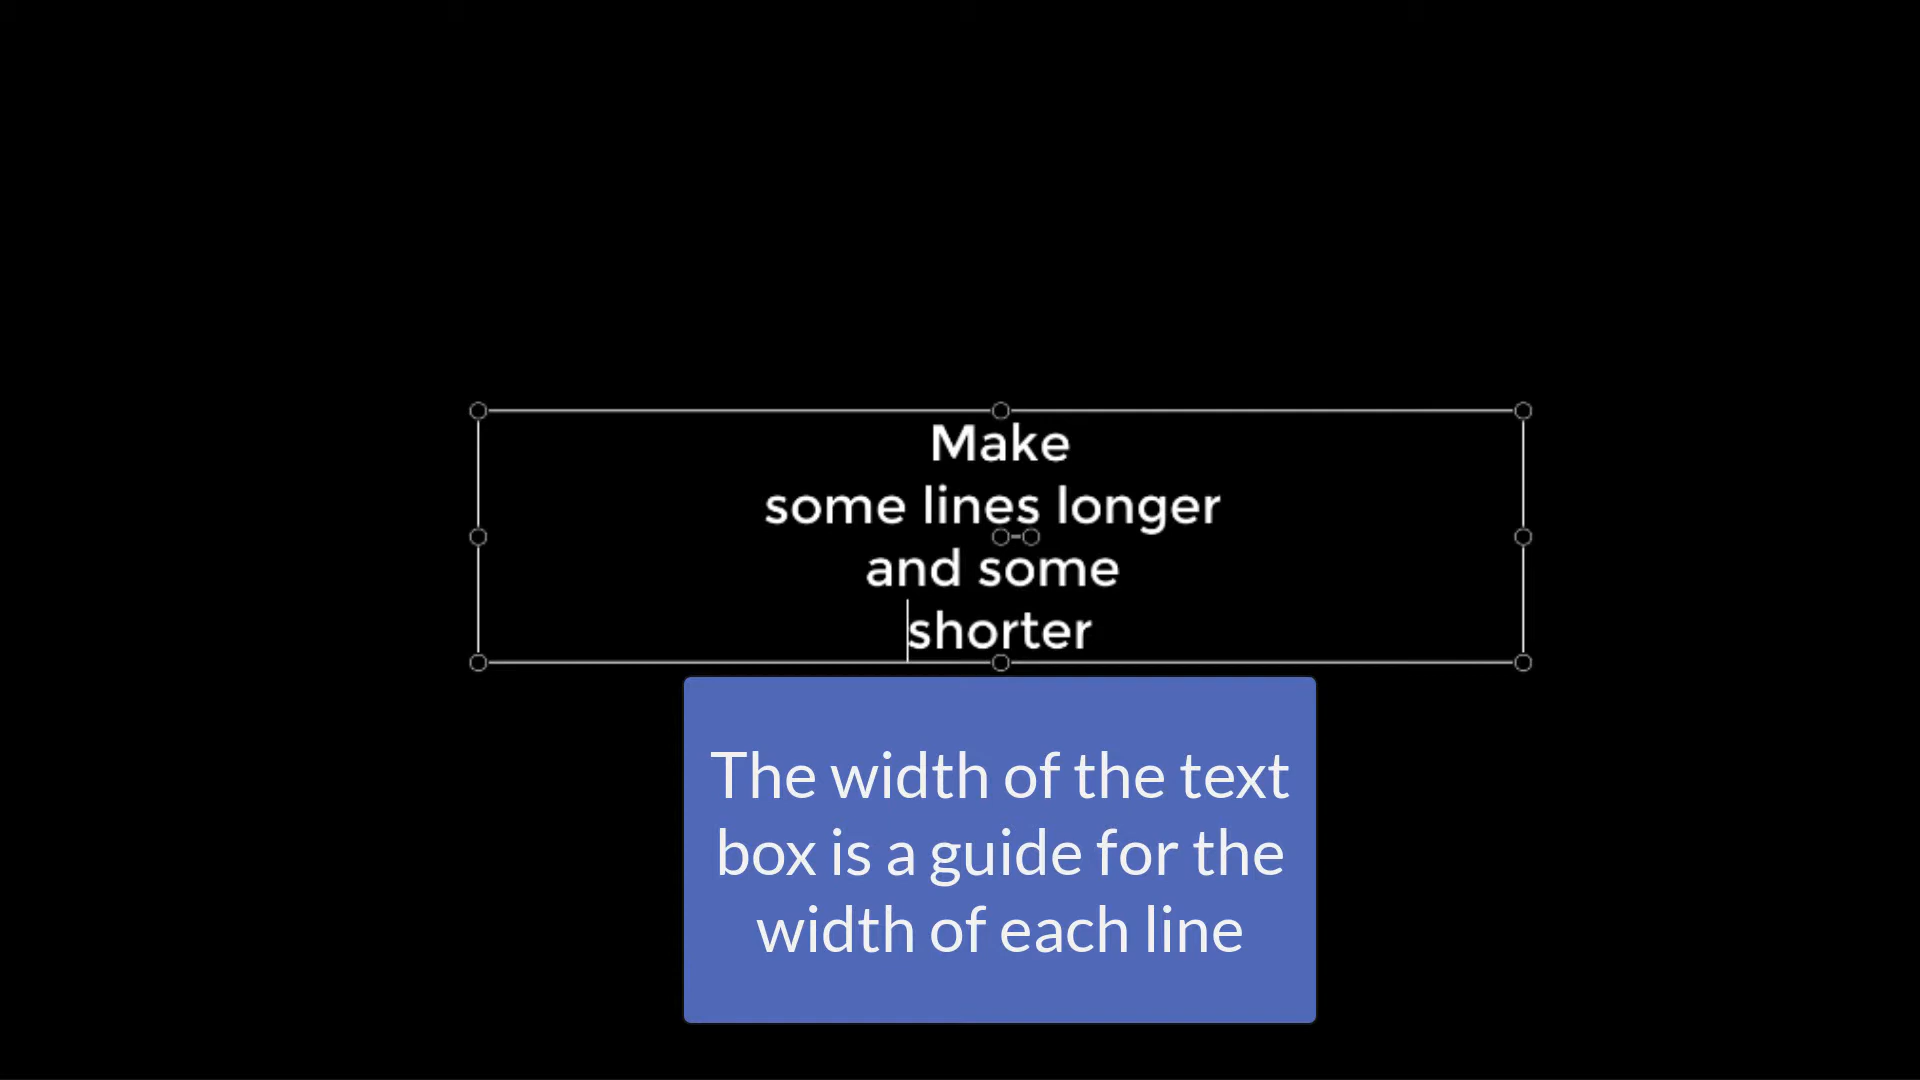 Make
some lines longer
and some
shorter
The width of the text
box is a guide for the
width of each line